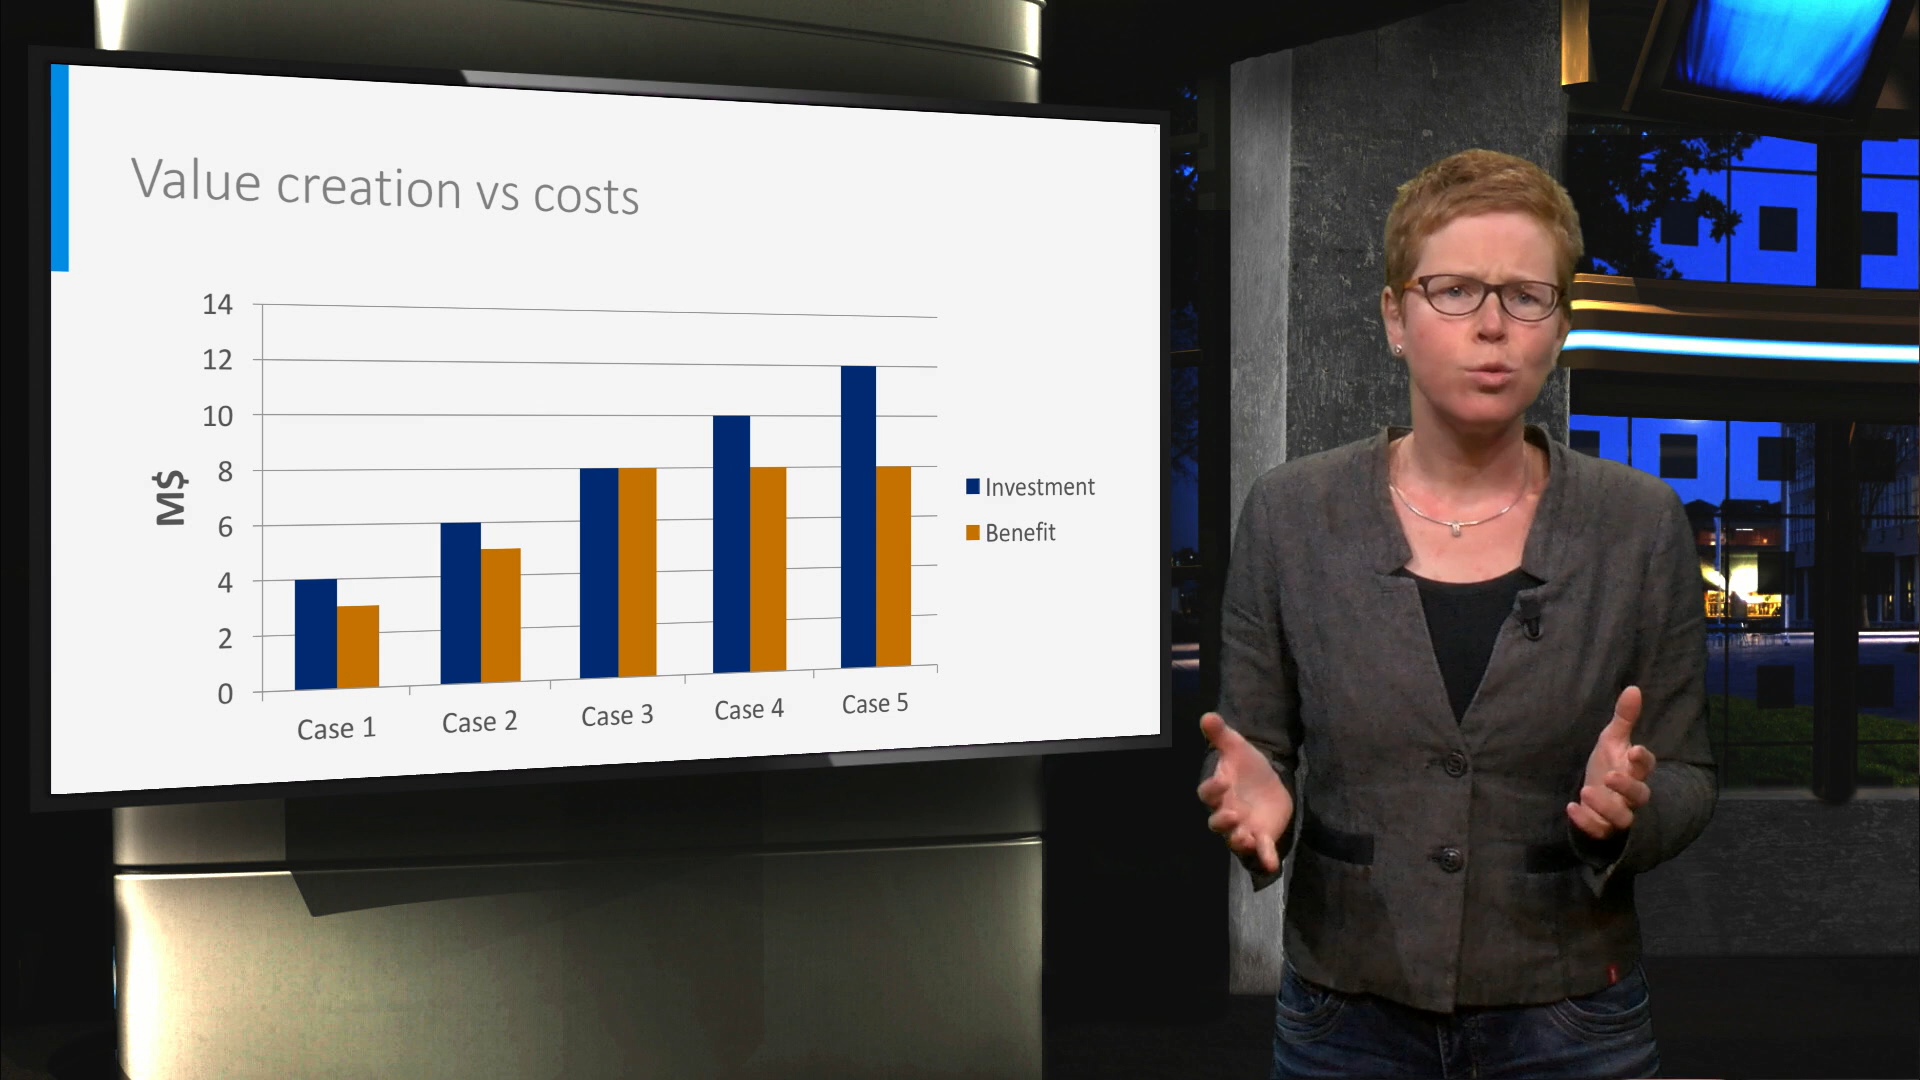 Value creation vs costs
14
12
10
8
6
4
2
0
M$
Case 1
Case 2
Case 3
Case 4
Case 5
Investment
Benefit